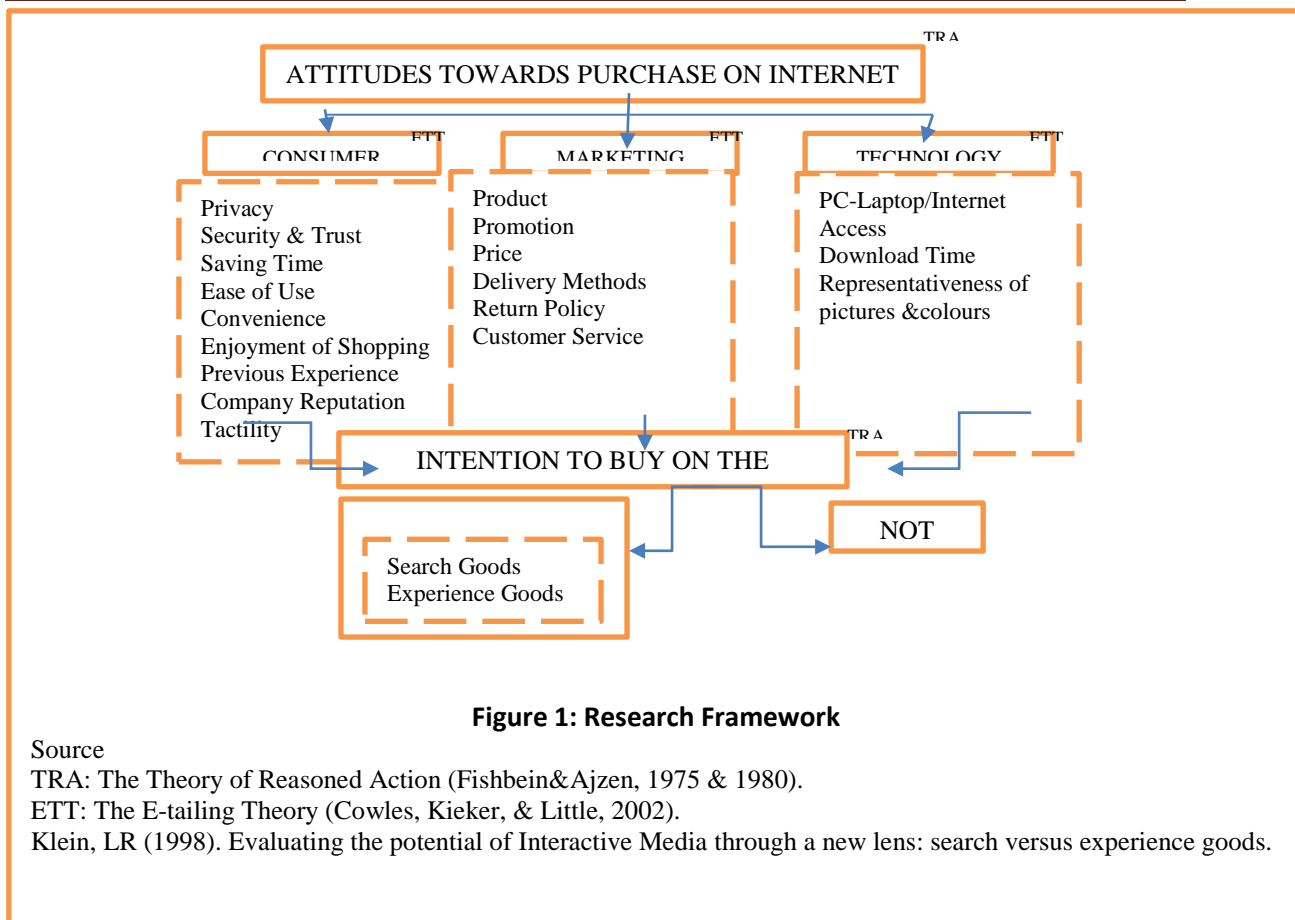 TRA
ATTITUDES TOWARDS PURCHASE ON INTERNET
ETT
ETT
ETT
CONSUMER
MARKETING
TECHNOLOGY
Privacy
Security & Trust
Saving Time
Ease of Use
Convenience
Enjoyment of Shopping
Previous Experience
Company Reputation
Tactility
Product
Promotion
Price
Delivery Methods
Return Policy
Customer Service
PC-Laptop/Internet
Access
Download Time
Representativeness of
pictures &colours
TRA
INTENTION TO BUY ON THE
NOT
Search Goods
Experience Goods
Figure 1: Research Framework
Source
TRA: The Theory of Reasoned Action (Fishbein&Ajzen, 1975 & 1980).
ETT: The E-tailing Theory (Cowles, Kieker, & Little, 2002).
Klein, LR (1998). Evaluating the potential of Interactive Media through a new lens: search versus experience goods.